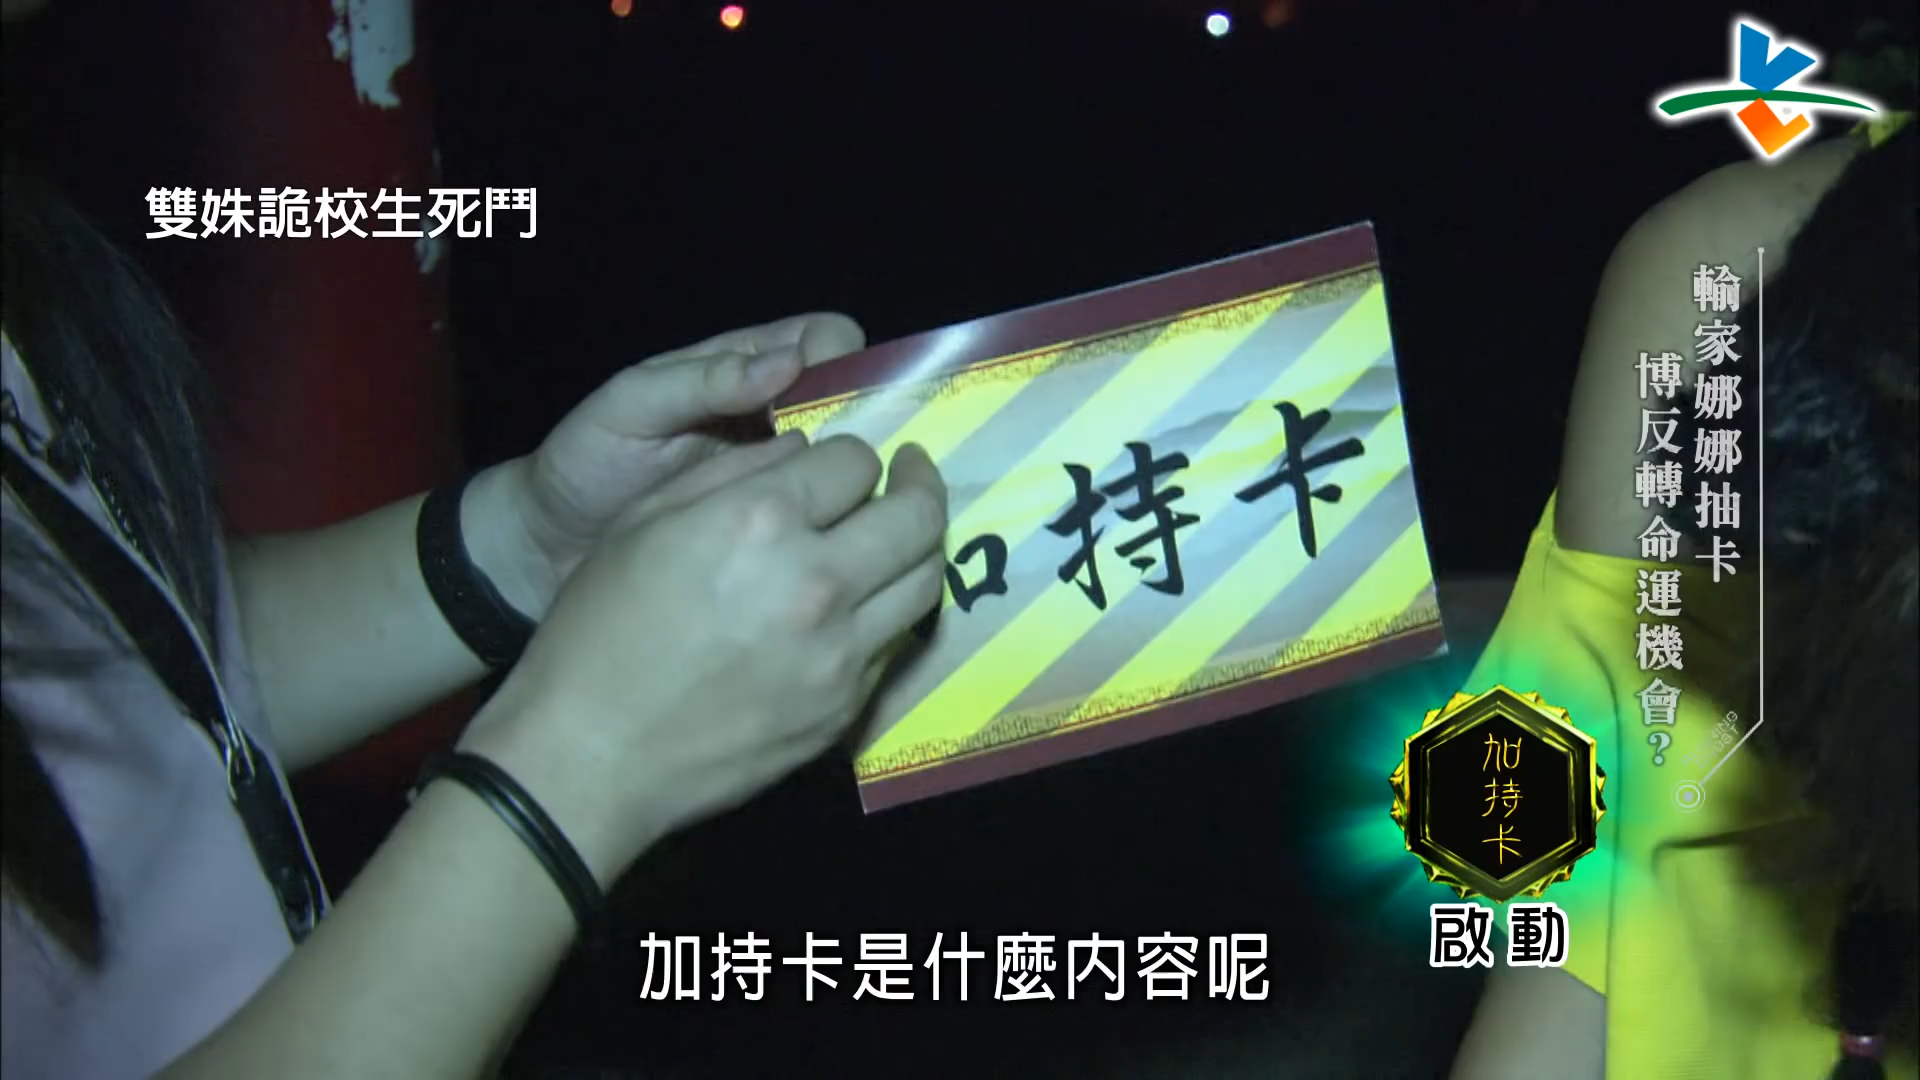 雙姝詭校生死鬥
輸家娜娜抽卡
博反轉命運機會？
加持卡
加持卡
啟動
加持卡是什麼内容呢